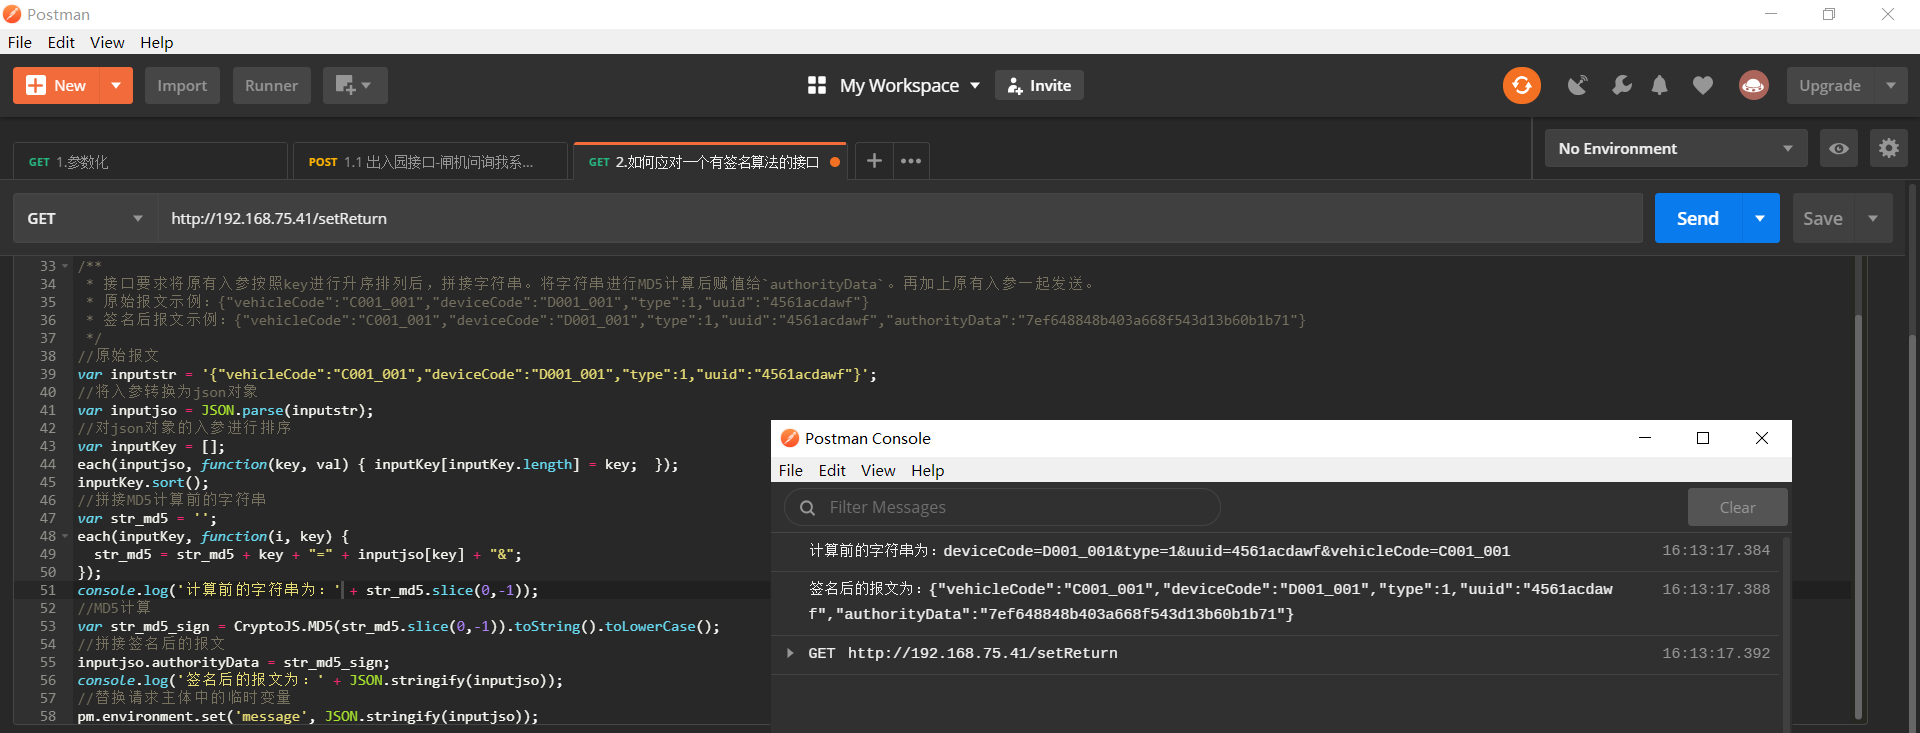 Postman
File Edit View Help
New Import Runner My Workspace Invite Upgrade
GET 1.参数化 POST 1.1 出入园接口-闸机问询我系... GET 2.如何应对一个有签名算法的接口 No Environment
GET http://192.168.75.41/setReturn Send Save
33 /**
34 * 接口要求将原有入参按照key进行升序排列后，拼接字符串。将字符串进行MD5计算后赋值给`authorityData`。再加上原有入参一起发送。
35 * 原始报文示例：{"vehicleCode":"C001_001","deviceCode":"D001_001","type":1,"uuid":"4561acdawf"}
36 * 签名后报文示例：{"vehicleCode":"C001_001","deviceCode":"D001_001","type":1,"uuid":"4561acdawf","authorityData":"7ef648848b403a668f543d13b60b1b71"}
37 */
38 //原始报文
39 var inputstr = '{"vehicleCode":"C001_001","deviceCode":"D001_001","type":1,"uuid":"4561acdawf"}';
40 //将入参转换为json对象
41 var inputjso = JSON.parse(inputstr);
42 //对json对象的入参进行排序
43 var inputKey = [];
44 each(inputjso, function(key, val) { inputKey[inputKey.length] = key;  });
45 inputKey.sort();
46 //拼接MD5计算前的字符串
47 var str_md5 = '';
48 each(inputKey, function(i, key) {
49   str_md5 = str_md5 + key + "=" + inputjso[key] + "&";
50 });
51 console.log('计算前的字符串为：' + str_md5.slice(0,-1));
52 //MD5计算
53 var str_md5_sign = CryptoJS.MD5(str_md5.slice(0,-1)).toString().toLowerCase();
54 //拼接签名后的报文
55 inputjso.authorityData = str_md5_sign;
56 console.log('签名后的报文为：' + JSON.stringify(inputjso));
57 //替换请求主体中的临时变量
58 pm.environment.set('message', JSON.stringify(inputjso));
Postman Console
File Edit View Help
Filter Messages Clear
计算前的字符串为：deviceCode=D001_001&type=1&uuid=4561acdawf&vehicleCode=C001_001 16:13:17.384
签名后的报文为：{"vehicleCode":"C001_001","deviceCode":"D001_001","type":1,"uuid":"4561acdaw 16:13:17.388
f","authorityData":"7ef648848b403a668f543d13b60b1b71"}
GET http://192.168.75.41/setReturn 16:13:17.392